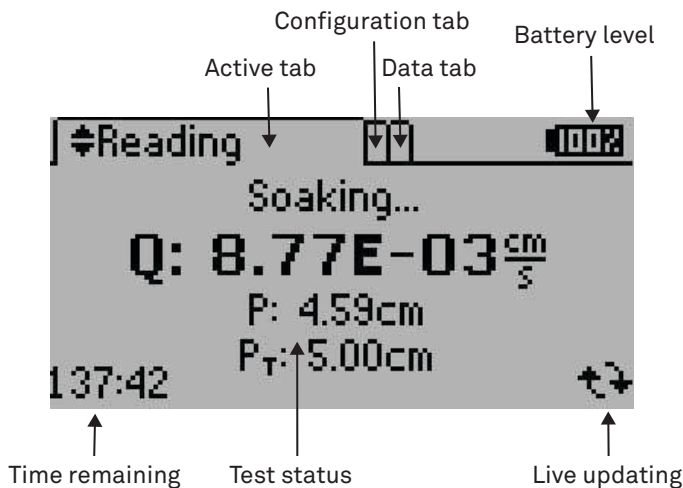 Configuration tab
Battery level
Active tab
Data tab
Reading
100%
Soaking...
Q: 8.77E-03 cm/s
P: 4.59cm
PT: 5.00cm
137:42
Time remaining
Test status
Live updating